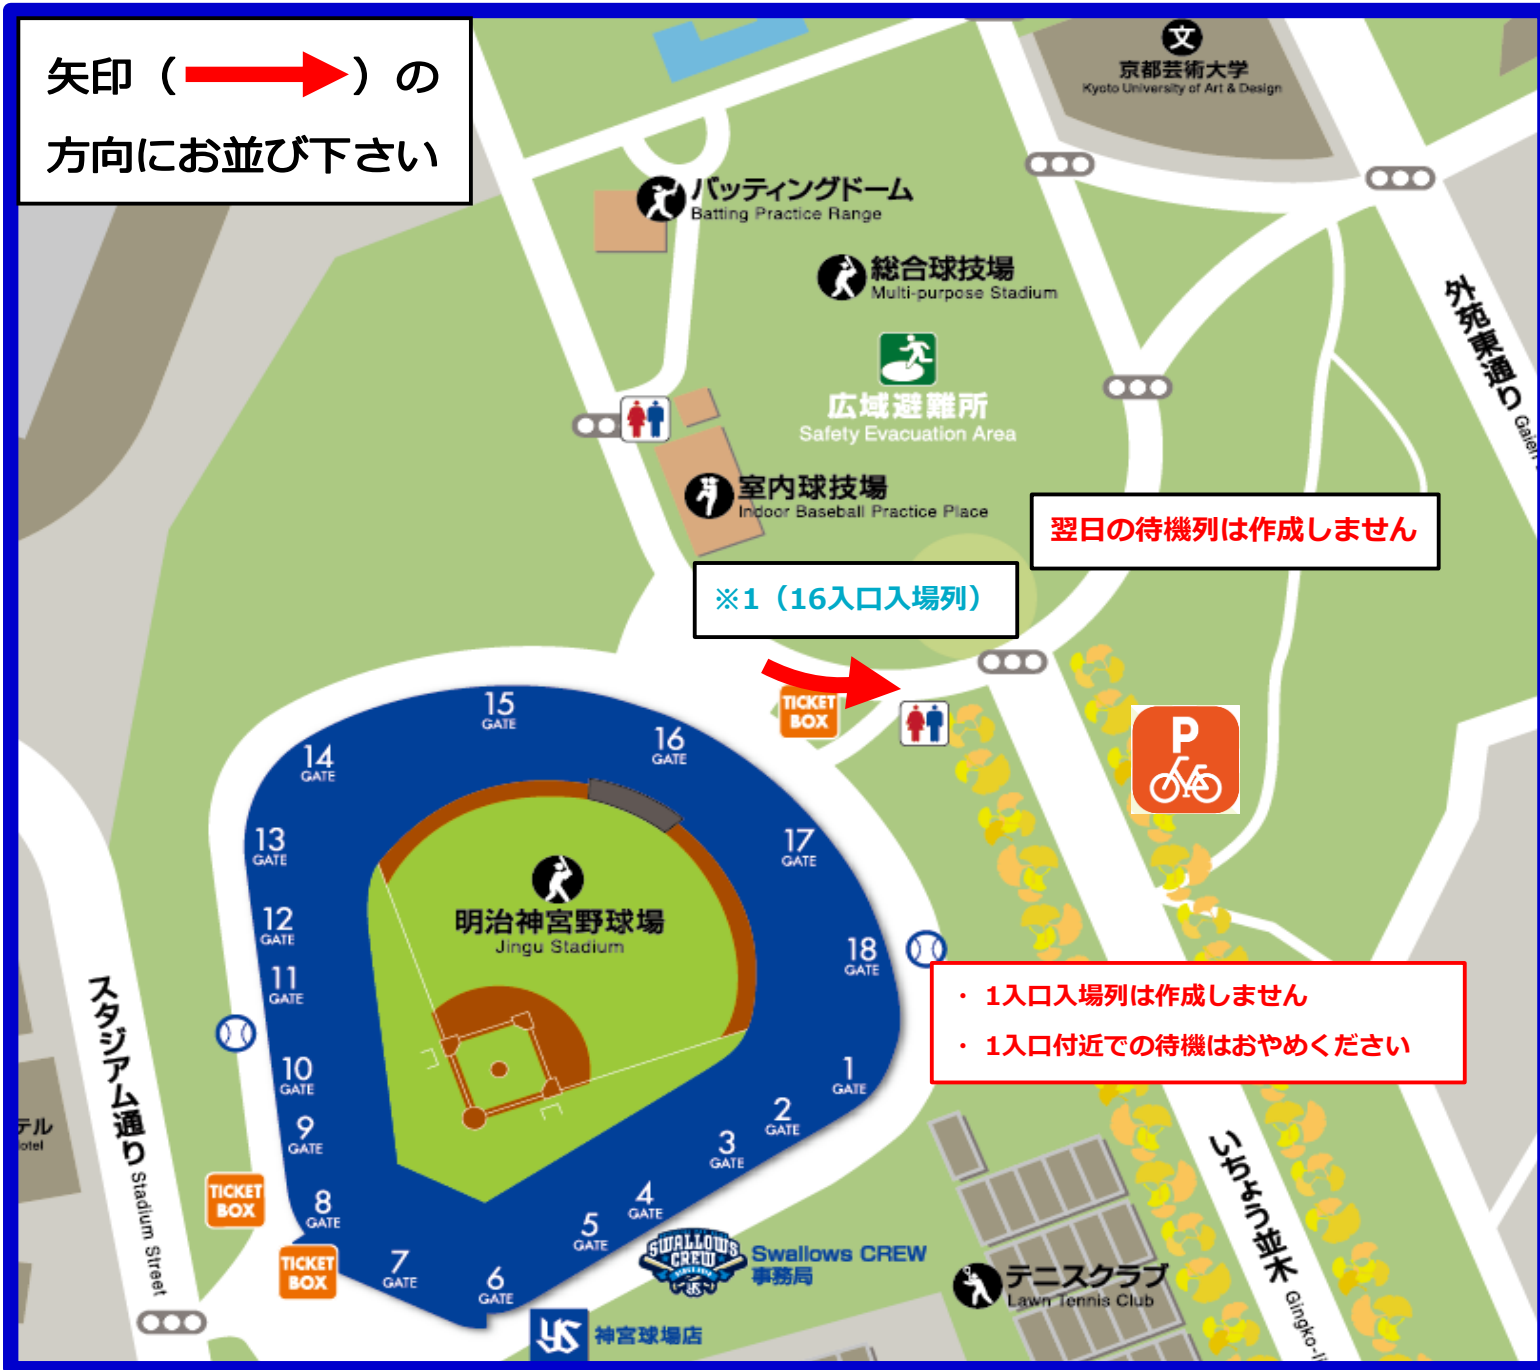 矢印（ ）の
方向にお並び下さい
文
京都芸術大学
Kyoto University of Art & Design
バッティングドーム
Batting Practice Range
総合球技場
Multi-purpose Stadium
外苑東通り
広域避難所
Safety Evacuation Area
室内球技場
Indoor Baseball Practice Place
翌日の待機列は作成しません
※1（16入口入場列）
TICKET
BOX
P
15
GATE
16
GATE
14
GATE
13
GATE
17
GATE
12
GATE
11
GATE
18
GATE
明治神宮野球場
Jingu Stadium
・ 1入口入場列は作成しません
・ 1入口付近での待機はおやめください
10
GATE
9
GATE
8
GATE
7
GATE
6
GATE
5
GATE
4
GATE
3
GATE
2
GATE
1
GATE
スタジアム通り Stadium Street
テル
otel
TICKET
BOX
TICKET
BOX
SWALLOWS
CREW
Swallows CREW
事務局
YS
神宮球場店
テニスクラブ
Lawn Tennis Club
いちょう並木